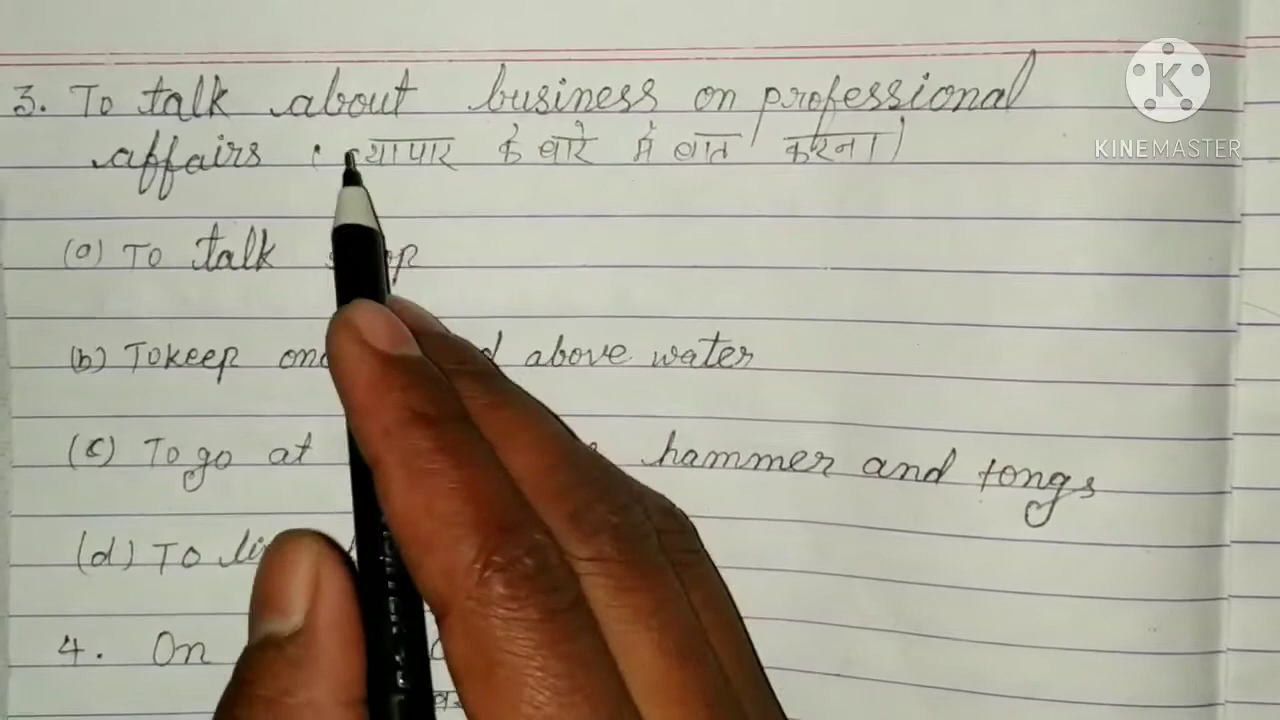 3. To talk about business on professional
affairs ( व्यापार के बारे में बात करना )
(a) To talk
(b) To keep above water
(c) To go at hammer and tongs
(d) To
4. On
K
KINEMASTER